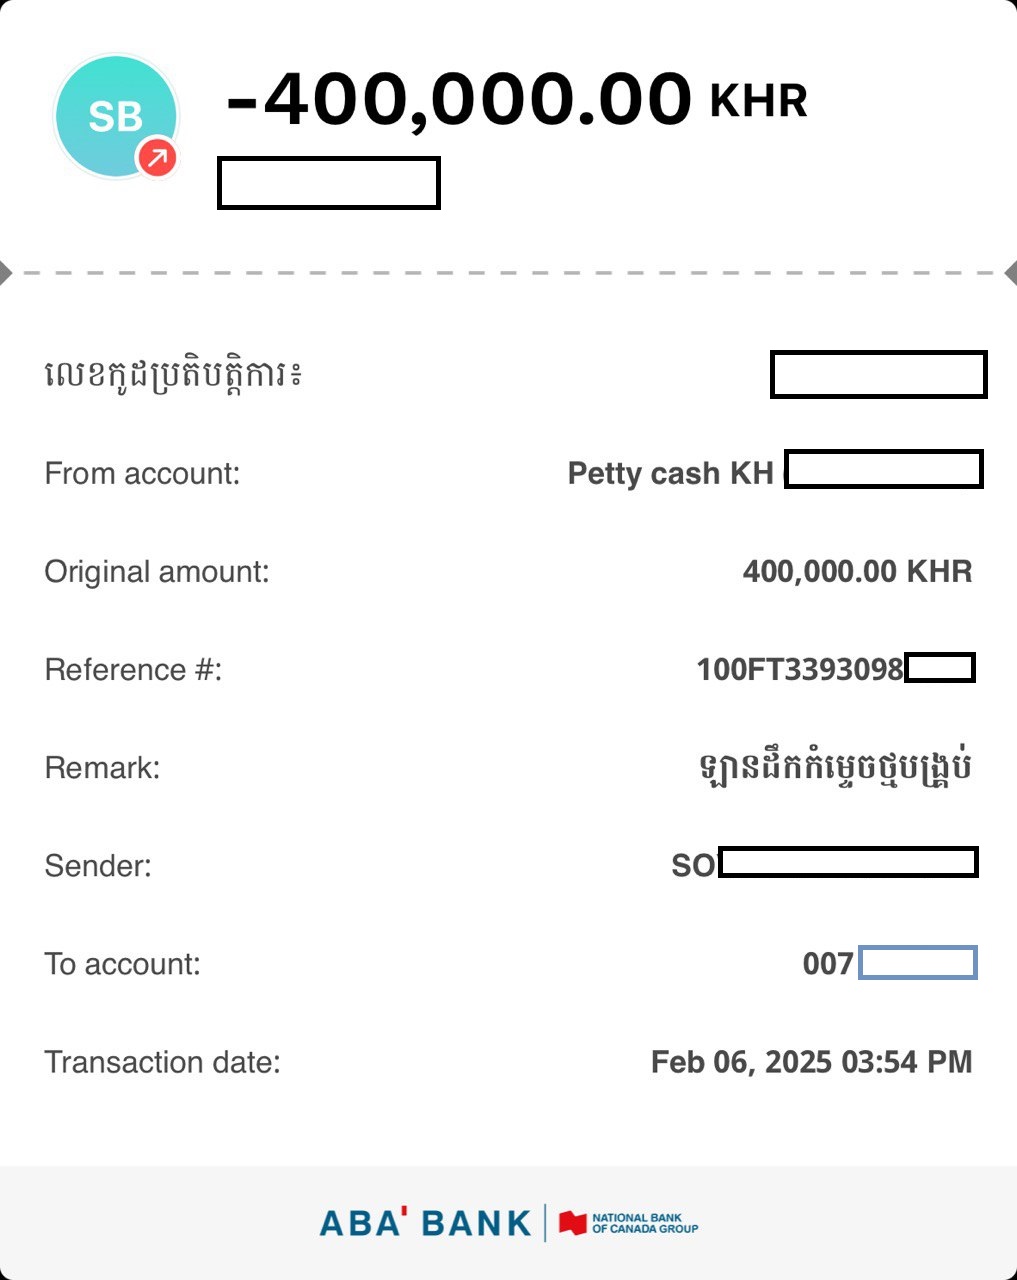 SB
-400,000.00 KHR
លេខកូដប្រតិបត្តិការ៖
From account: Petty cash KH
Original amount: 400,000.00 KHR
Reference #: 100FT3393098
Remark: ឡានដឹកកំម្ទេចថ្មបង្គ្រប់
Sender: SO
To account: 007
Transaction date: Feb 06, 2025 03:54 PM
ABA' BANK NATIONAL BANK
OF CANADA GROUP